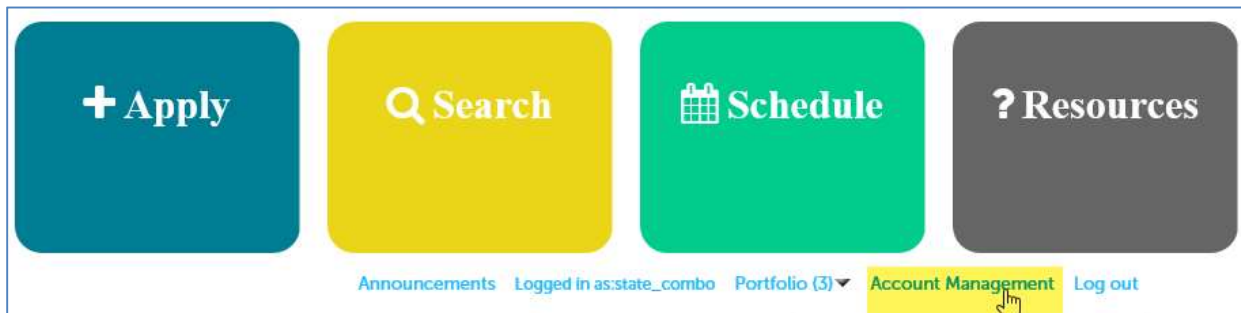 Apply Search Schedule ? Resources
Announcements Logged in as:state_combo Portfolio (3) Account Management Log out